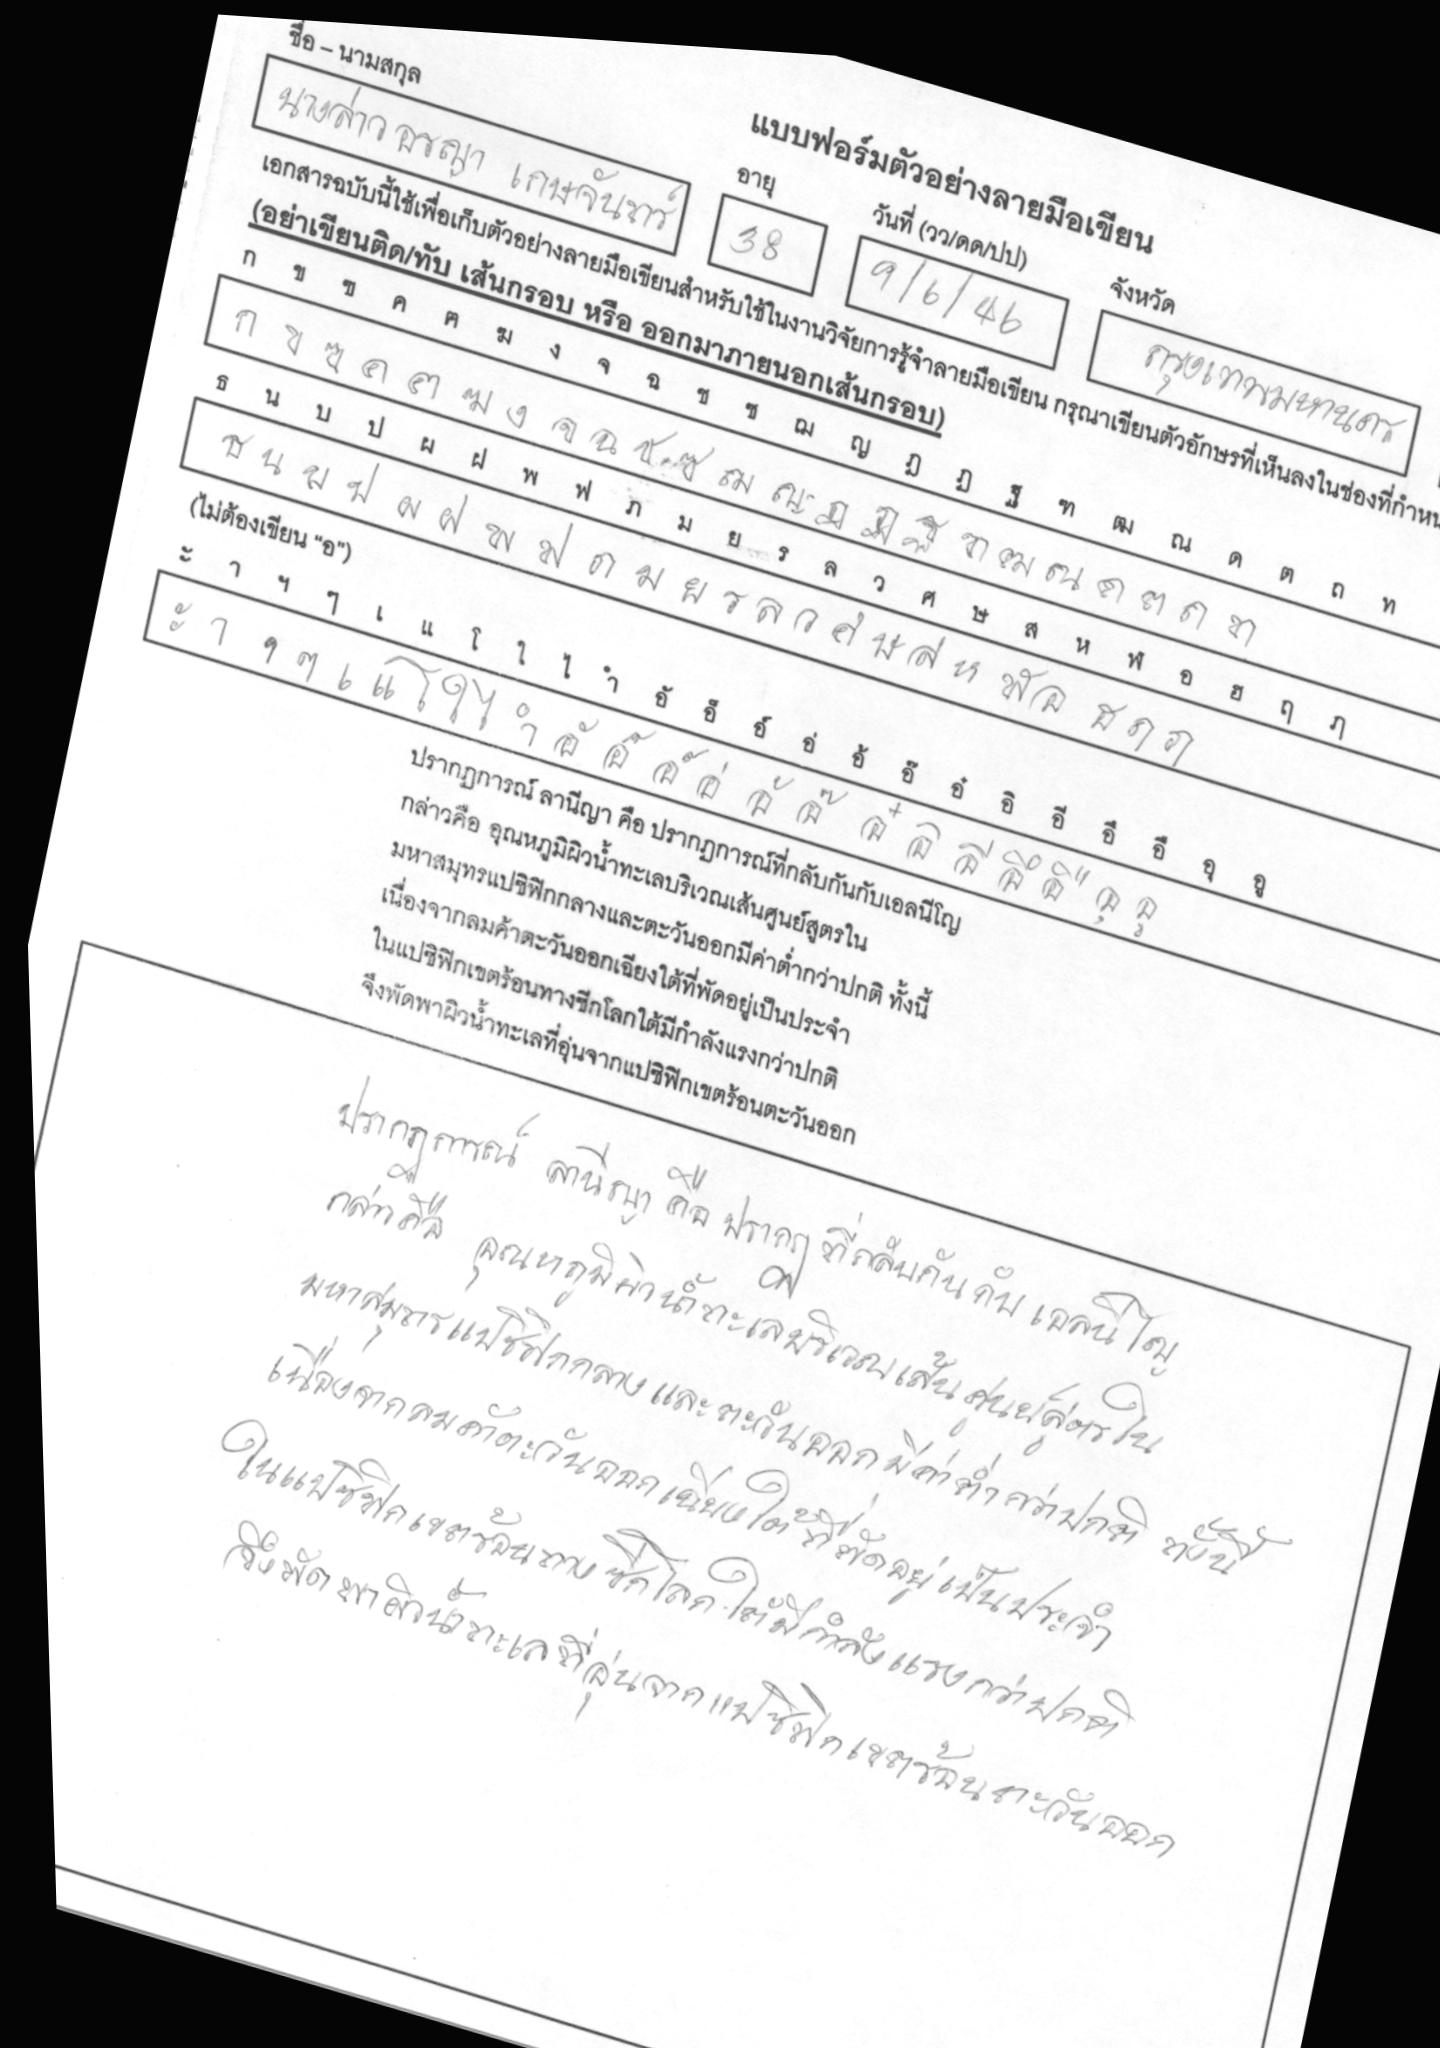 แบบฟอร์มตัวอย่างลายมือเขียน
ชื่อ – นามสกุล
นางสาว อรญา เกษจันทร์
อายุ
38
วันที่ (วว/ดด/ปป)
9/6/46
จังหวัด
กรุงเทพมหานคร
เอกสารฉบับนี้ใช้เพื่อเก็บตัวอย่างลายมือเขียนสำหรับใช้ในงานวิจัยการรู้จำลายมือเขียน กรุณาเขียนตัวอักษรที่เห็นลงในช่องที่กำหน
(อย่าเขียนติด/ทับ เส้นกรอบ หรือ ออกมาภายนอกเส้นกรอบ)
ก ข ฃ ค ฅ ฆ ง จ ฉ ช ซ ฌ ญ ฎ ฏ ฐ ฑ ฒ ณ ด ต ถ ท
ก ข ฃ ค ฅ ฆ ง จ ฉ ช ซ ฌ ญ ฎ ฏ ฐ ฑ ฒ ณ ด ต ถ ท
ธ น บ ป ผ ฝ พ ฟ ภ ม ย ร ล ว ศ ษ ส ห ฬ อ ฮ ฤ ฦ
ธ น บ ป ผ ฝ พ ฟ ภ ม ย ร ล ว ศ ษ ส ห ฬ อ ฮ ฤ ฦ
(ไม่ต้องเขียน "อ")
ะ้ า ฯ ๆ เ แ โ ใ ไ ำ อั อ็ อ์ อ่ อ้ อ๊ อ๋ อิ อี อึ อื อุ อู
ะ้ า ฯ ๆ เ แ โ ใ ไ ำ อั อ็ อ์ อ่ อ้ อ๊ อ๋ อิ อี อึ อื อุ อู
ปรากฏการณ์ ลานีญา คือ ปรากฏการณ์ที่กลับกันกับเอลนีโญ
กล่าวคือ อุณหภูมิผิวน้ำทะเลบริเวณเส้นศูนย์สูตรใน
มหาสมุทรแปซิฟิกกลางและตะวันออกมีค่าต่ำกว่าปกติ ทั้งนี้
เนื่องจากลมค้าตะวันออกเฉียงใต้ที่พัดอยู่เป็นประจำ
ในแปซิฟิกเขตร้อนทางซีกโลกใต้มีกำลังแรงกว่าปกติ
จึงพัดพาผิวน้ำทะเลที่อุ่นจากแปซิฟิกเขตร้อนตะวันออก
ปรากฏการณ์ ลานีญา คือ ปรากฏ ที่กลับกัน กับ เอลนีโญ
กล่าวคือ อุณหภูมิผิวน้ำทะเลบริเวณ เส้นศูนย์สูตรใน
มหาสมุทรแปซิฟิกกลาง และตะวันออก มีค่าต่ำกว่าปกติ ทั้งนี้
เนื่องจากลมค้าตะวันออกเฉียงใต้ที่พัดอยู่ เป็นประจำ
ในแปซิฟิกเขตร้อนทาง ซีกโลกใต้มีกำลังแรงกว่าปกติ
จึงพัด พาผิวน้ำทะเลที่อุ่นจากแปซิฟิกเขตร้อนตะวันออก